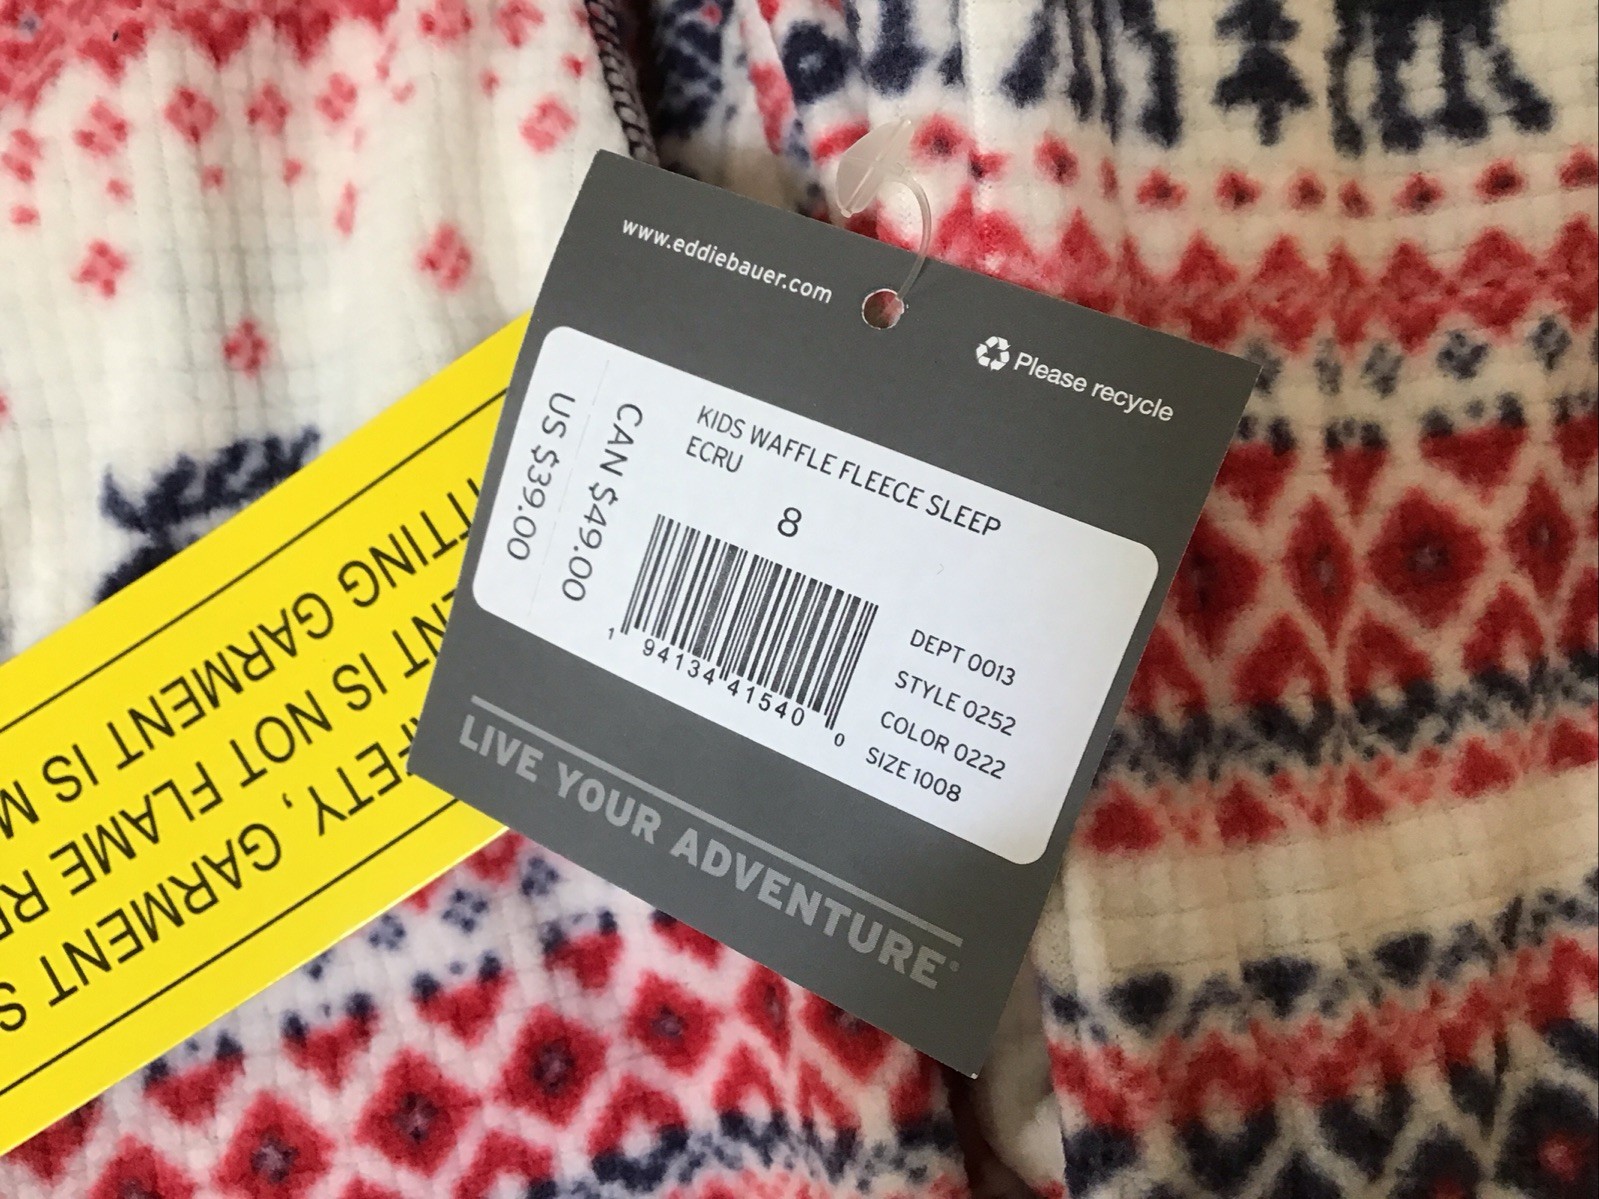 www.eddiebauer.com
Please recycle
KIDS WAFFLE FLEECE SLEEP
ECRU
8
CAN $49.00
US $39.00
1 94134 41540 0
DEPT 0013
STYLE 0252
COLOR 0222
SIZE 1008
LIVE YOUR ADVENTURE®
GARMENT
IS NOT FLAME
IS
GARMENT